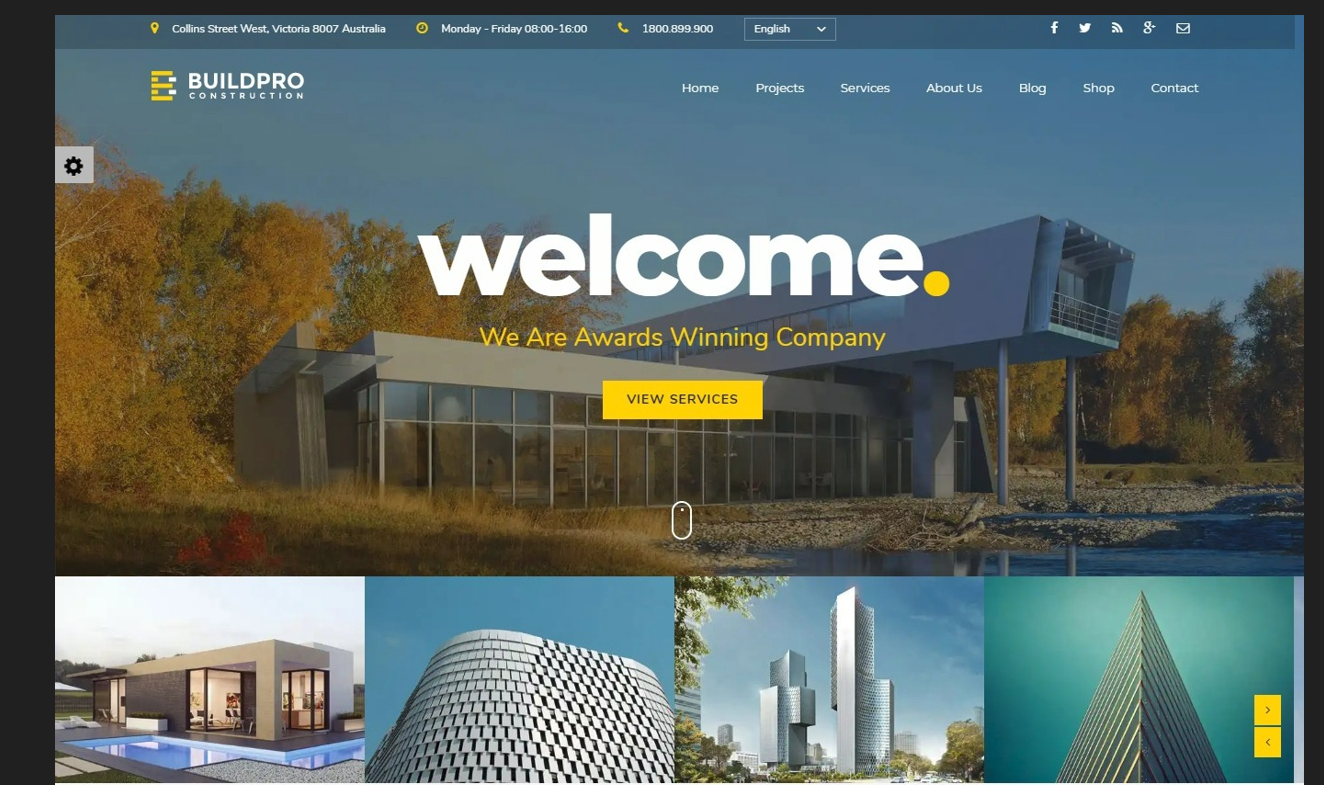 Collins Street West, Victoria 8007 Australia
Monday - Friday 08:00-16:00
1800.899.900
English
BUILDPRO
CONSTRUCTION
Home
Projects
Services
About Us
Blog
Shop
Contact
welcome.
We Are Awards Winning Company
VIEW SERVICES